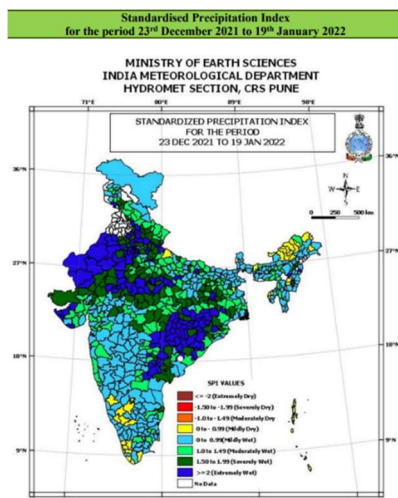 Standardised Precipitation Index
for the period 23rd December 2021 to 19th January 2022
MINISTRY OF EARTH SCIENCES
INDIA METEOROLOGICAL DEPARTMENT
HYDROMET SECTION, CRS PUNE
71°E 80°E 89°E 98°E
STANDARDIZED PRECIPITATION INDEX
FOR THE PERIOD
23 DEC 2021 TO 19 JAN 2022
36°N 36°N
N
W E
S
0 250 500 km
27°N 27°N
18°N 18°N
9°N 9°N
SPI VALUES
<= -2 (Extremely Dry)
-1.50 to -1.99 (Severely Dry)
-1.0 to -1.49 (Moderately Dry)
0 to -0.99 (Mildly Dry)
0 to 0.99 (Mildly Wet)
1.0 to 1.49 (Moderately Wet)
1.50 to 1.99 (Severely Wet)
>= 2 (Extremely Wet)
No Data